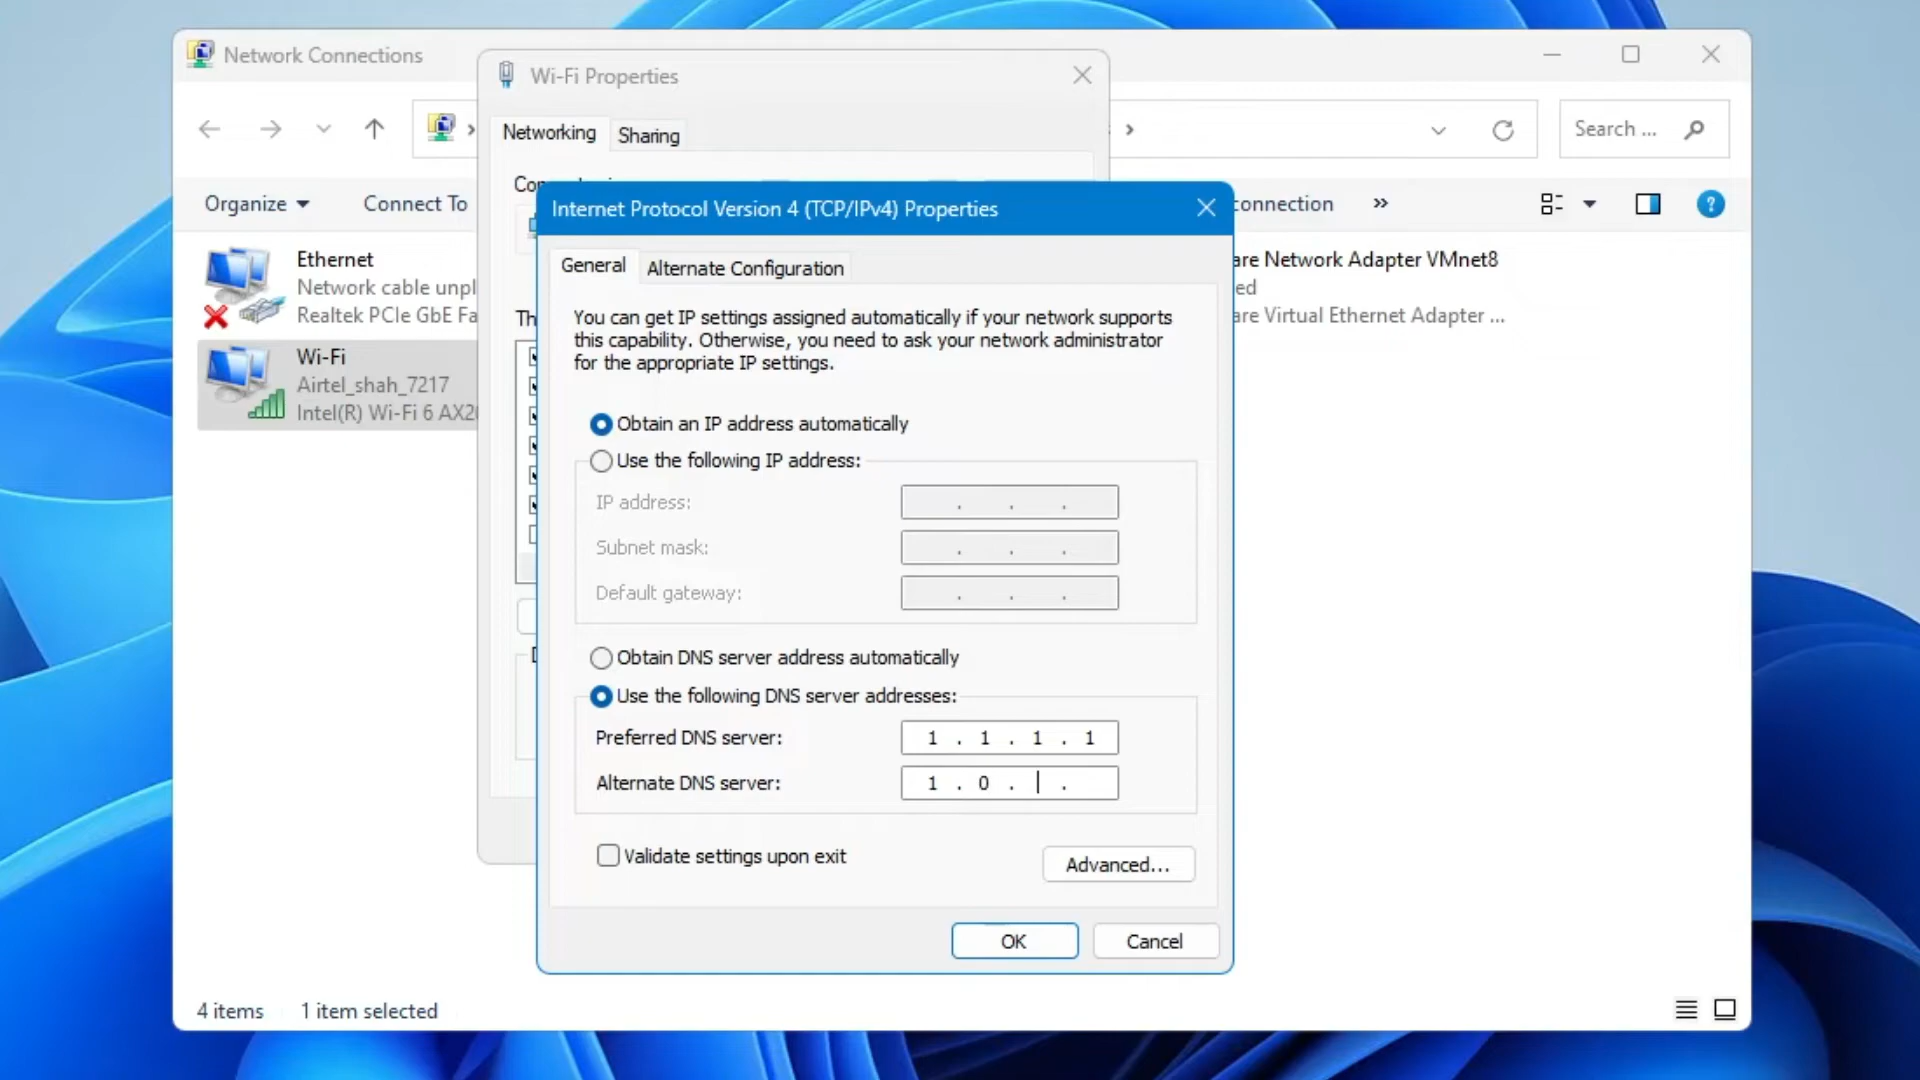 Network Connections
Wi-Fi Properties
Search ...
Networking
Sharing
Organize
Connect To
connection
»
Internet Protocol Version 4 (TCP/IPv4) Properties
Ethernet
Network cable unpl
Realtek PCIe GbE Fa
are Network Adapter VMnet8
ed
are Virtual Ethernet Adapter ...
Wi-Fi
Airtel_shah_7217
Intel(R) Wi-Fi 6 AX20
Th
General
Alternate Configuration
You can get IP settings assigned automatically if your network supports
this capability. Otherwise, you need to ask your network administrator
for the appropriate IP settings.
Obtain an IP address automatically
Use the following IP address:
IP address: . . .
Subnet mask: . . .
Default gateway: . . .
Obtain DNS server address automatically
Use the following DNS server addresses:
Preferred DNS server: 1 . 1 . 1 . 1
Alternate DNS server: 1 . 0 . .
Validate settings upon exit
Advanced...
OK
Cancel
4 items
1 item selected